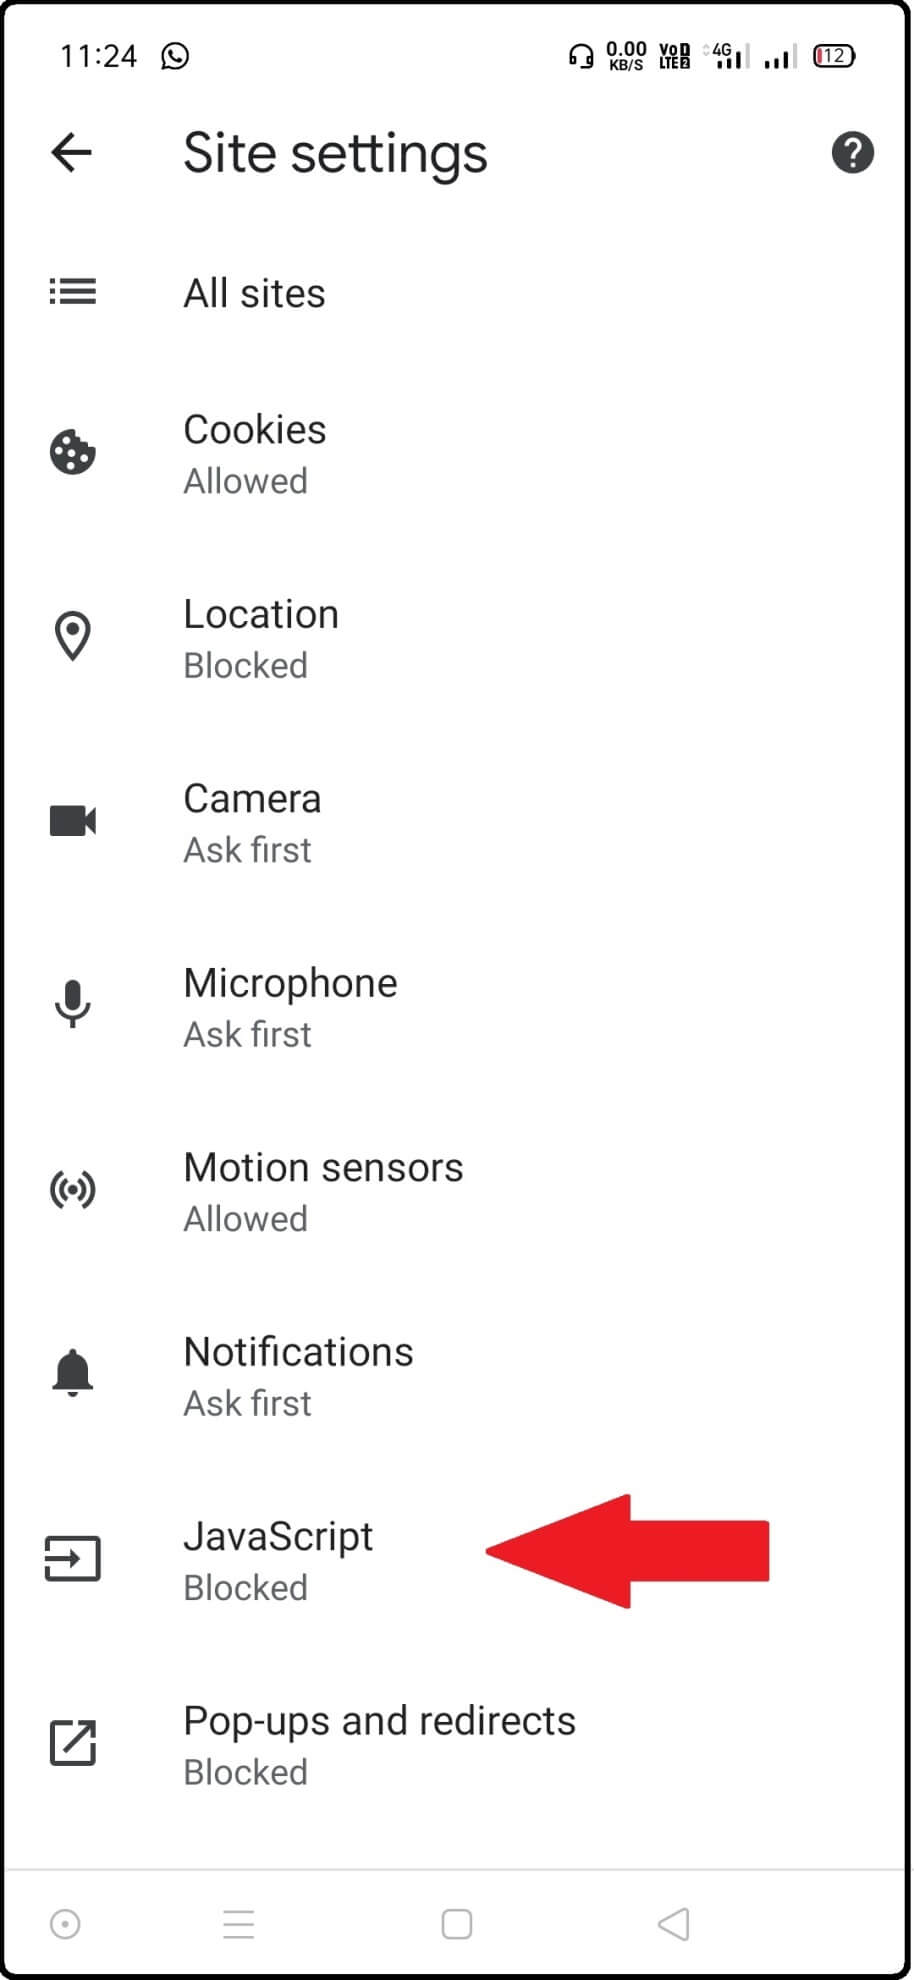 11:24 0.00 KB/S VoD LTE2 4G 12
Site settings ?
All sites
Cookies
Allowed
Location
Blocked
Camera
Ask first
Microphone
Ask first
Motion sensors
Allowed
Notifications
Ask first
JavaScript
Blocked
Pop-ups and redirects
Blocked